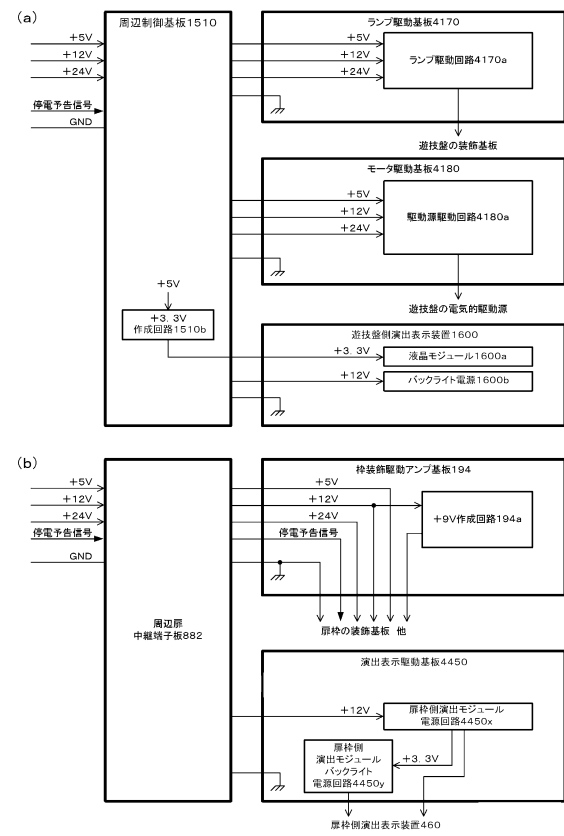 (a)
周辺制御基板1510
+5V
+12V
+24V
停電予告信号
GND
+5V
+3.3V
作成回路1510b
ランプ駆動基板4170
+5V
+12V
+24V
ランプ駆動回路4170a
遊技盤の装飾基板
モータ駆動基板4180
+5V
+12V
+24V
駆動源駆動回路4180a
遊技盤の電気的駆動源
遊技盤側演出表示装置1600
+3.3V
液晶モジュール1600a
+12V
バックライト電源1600b
(b)
+5V
+12V
+24V
停電予告信号
GND
周辺扉
中継端子板882
枠装飾駆動アンプ基板194
+5V
+12V
+24V
停電予告信号
+9V作成回路194a
扉枠の装飾基板 他
演出表示駆動基板4450
+12V
扉枠側演出モジュール
電源回路4450x
+3.3V
扉枠側
演出モジュール
バックライト
電源回路4450y
扉枠側演出表示装置460